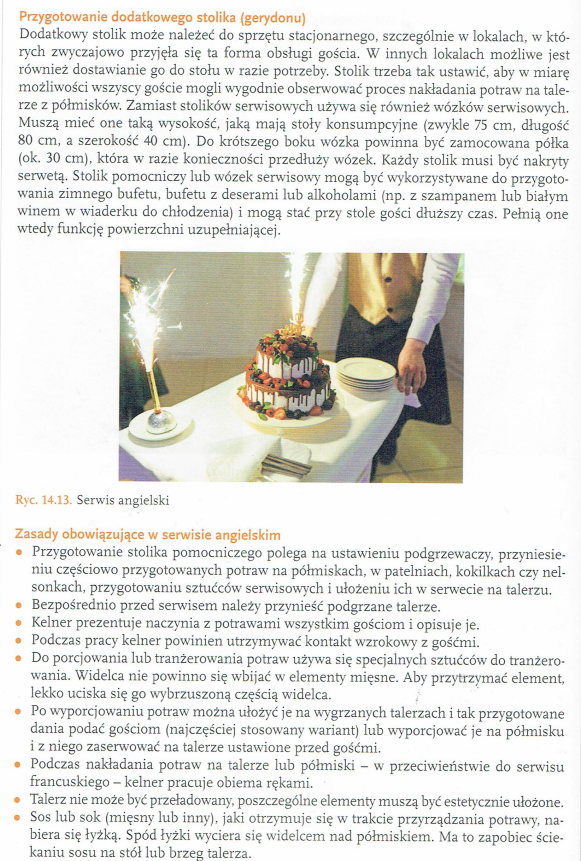 Przygotowanie dodatkowego stolika (gerydonu)
Dodatkowy stolik może należeć do sprzętu stacjonarnego, szczególnie w lokalach, w któ-
rych zwyczajowo przyjęła się ta forma obsługi gościa. W innych lokalach możliwe jest
również dostawianie go do stołu w razie potrzeby. Stolik trzeba tak ustawić, aby w miarę
możliwości wszyscy goście mogli wygodnie obserwować proces nakładania potraw na tale-
rze z półmisków. Zamiast stolików serwisowych używa się również wózków serwisowych.
Muszą mieć one taką wysokość, jaką mają stoły konsumpcyjne (zwykle 75 cm, długość
80 cm, a szerokość 40 cm). Do krótszego boku wózka powinna być zamocowana półka
(ok. 30 cm), która w razie konieczności przedłuży wózek. Każdy stolik musi być nakryty
serwetą. Stolik pomocniczy lub wózek serwisowy mogą być wykorzystywane do przygoto-
wania zimnego bufetu, bufetu z deserami lub alkoholami (np. z szampanem lub białym
winem w wiaderku do chłodzenia) i mogą stać przy stole gości dłuższy czas. Pełnią one
wtedy funkcję powierzchni uzupełniającej.
Ryc. 14.13. Serwis angielski
Zasady obowiązujące w serwisie angielskim
• Przygotowanie stolika pomocniczego polega na ustawieniu podgrzewaczy, przyniesie-
niu częściowo przygotowanych potraw na półmiskach, w patelniach, kokilkach czy nel-
sonkach, przygotowaniu sztućców serwisowych i ułożeniu ich w serwecie na talerzu.
• Bezpośrednio przed serwisem należy przynieść podgrzane talerze.
• Kelner prezentuje naczynia z potrawami wszystkim gościom i opisuje je.
• Podczas pracy kelner powinien utrzymywać kontakt wzrokowy z gośćmi.
• Do porcjowania lub tranżerowania potraw używa się specjalnych sztućców do tranżero-
wania. Widelca nie powinno się wbijać w elementy mięsne. Aby przytrzymać element,
lekko uciska się go wybrzuszoną częścią widelca.
• Po wyporcjowaniu potraw można ułożyć je na wygrzanych talerzach i tak przygotowane
dania podać gościom (najczęściej stosowany wariant) lub wyporcjować je na półmisku
i z niego zaserwować na talerze ustawione przed gośćmi.
• Podczas nakładania potraw na talerze lub półmiski – w przeciwieństwie do serwisu
francuskiego – kelner pracuje obiema rękami.
• Talerz nie może być przeładowany, poszczególne elementy muszą być estetycznie ułożone.
• Sos lub sok (mięsny lub inny), jaki otrzymuje się w trakcie przyrządzania potrawy, na-
biera się łyżką. Spód łyżki wyciera się widelcem nad półmiskiem. Ma to zapobiec ście-
kaniu sosu na stół lub brzeg talerza.